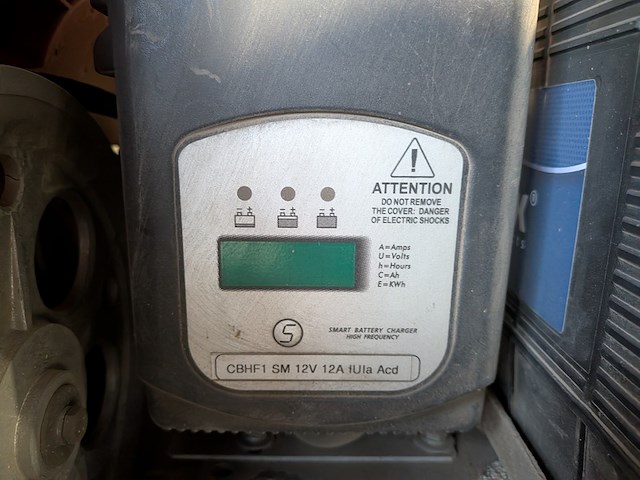 ATTENTION
DO NOT REMOVE
THE COVER: DANGER
OF ELECTRIC SHOCKS
A=Amps
U=Volts
h=Hours
C=Ah
E=KWh
S
SMART BATTERY CHARGER
HIGH FREQUENCY
CBHF1 SM 12V 12A IUIa Acd